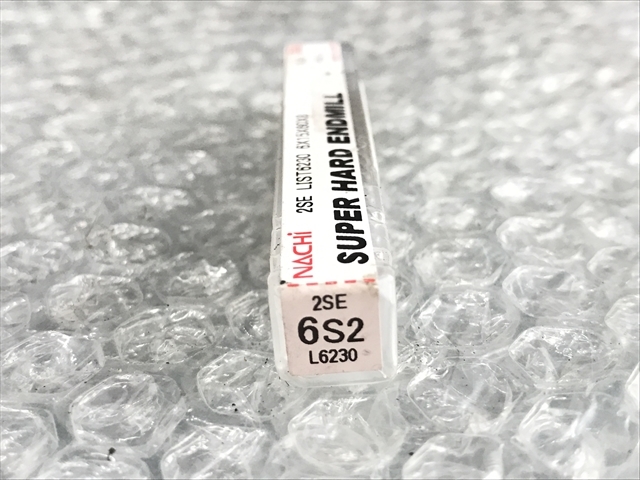 NACHi
2SE LIST6230
SUPER HARD ENDMILL
2SE
6S2
L6230